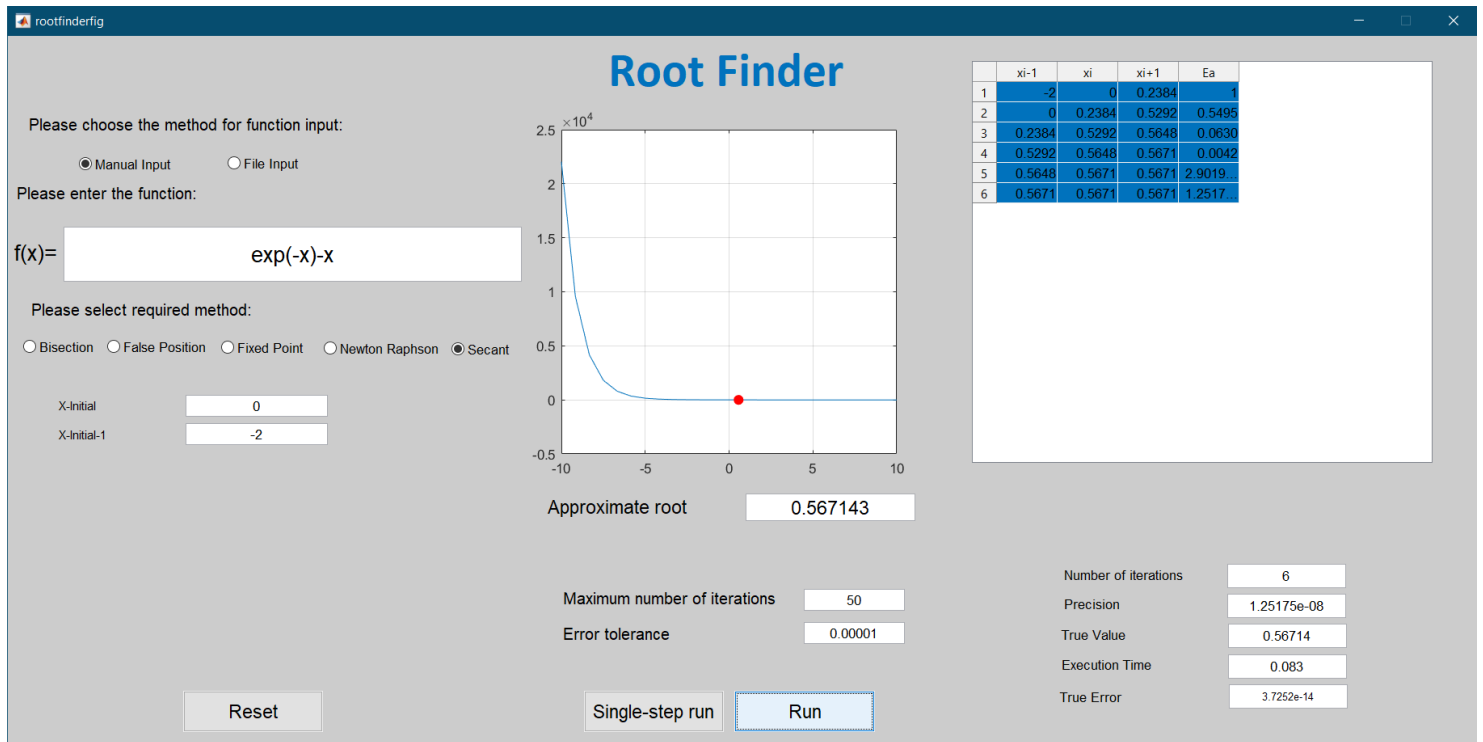 rootfinderfig
Root Finder
Please choose the method for function input:
Manual Input File Input
Please enter the function:
f(x)= exp(-x)-x
Please select required method:
Bisection False Position Fixed Point Newton Raphson Secant
X-Initial 0
X-Initial-1 -2
×10^4
2.5
2
1.5
1
0.5
0
-0.5
-10 -5 0 5 10
Approximate root 0.567143
Maximum number of iterations 50
Error tolerance 0.00001
Reset Single-step run Run
xi-1 xi xi+1 Ea
1 -2 0 0.2384 1
2 0 0.2384 0.5292 0.5495
3 0.2384 0.5292 0.5648 0.0630
4 0.5292 0.5648 0.5671 0.0042
5 0.5648 0.5671 0.5671 2.9019...
6 0.5671 0.5671 0.5671 1.2517...
Number of iterations 6
Precision 1.25175e-08
True Value 0.56714
Execution Time 0.083
True Error 3.7252e-14